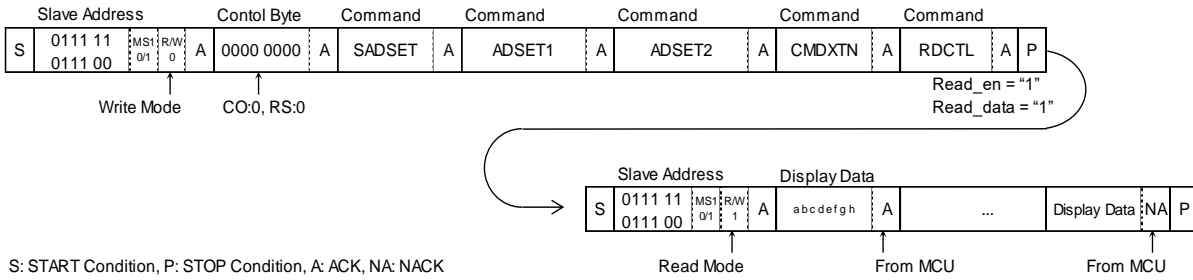 Slave Address Contol Byte Command Command Command Command Command
S 0111 11 0111 00 MS1 0/1 R/W 0 A 0000 0000 A SADSET A ADSET1 A ADSET2 A CMDXTN A RDCTL A P
Write Mode CO:0, RS:0
Read_en = “1”
Read_data = “1”
Slave Address Display Data
S 0111 11 0111 00 MS1 0/1 R/W 1 A a b c d e f g h A ... Display Data NA P
S: START Condition, P: STOP Condition, A: ACK, NA: NACK Read Mode From MCU From MCU